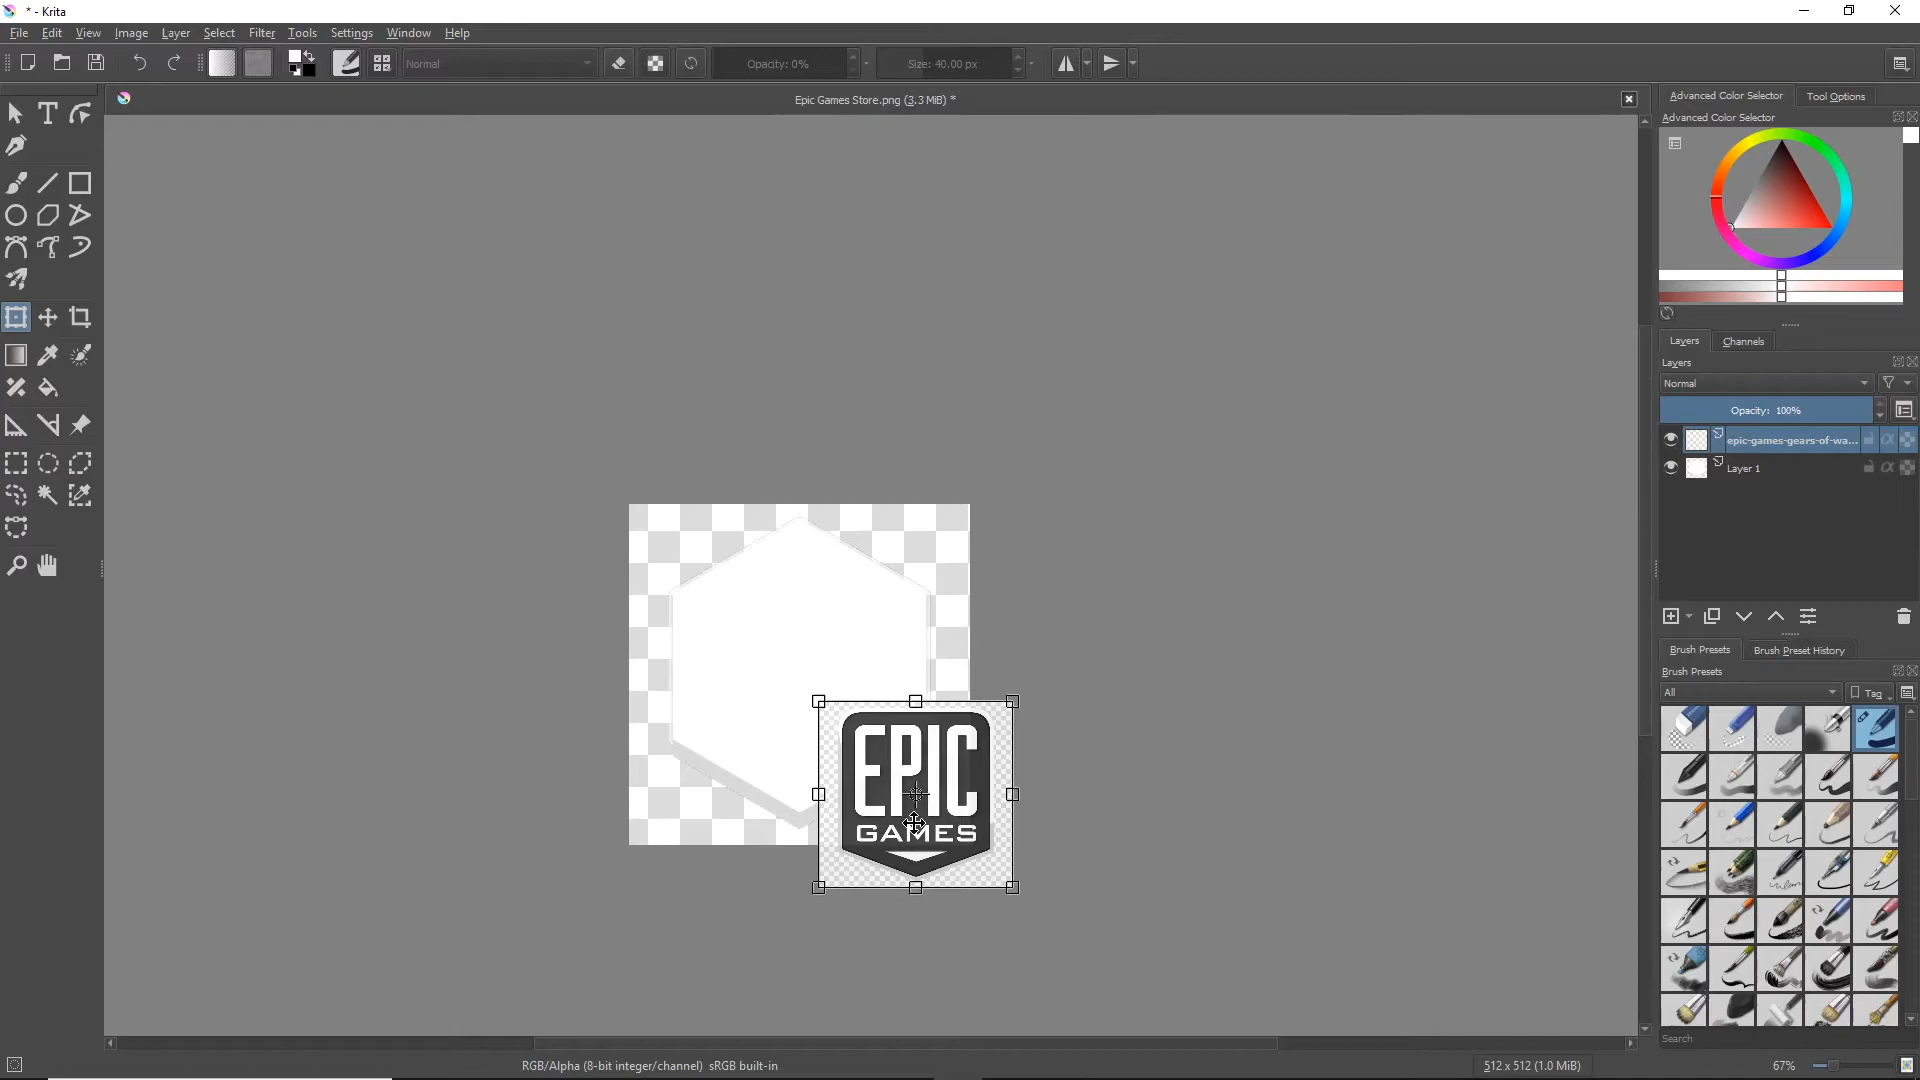 * - Krita
File Edit View Image Layer Select Filter Tools Settings Window Help
Normal Opacity: 0% Size: 40.00 px
Epic Games Store.png (3.3 MiB) *
Advanced Color Selector Tool Options
Advanced Color Selector
Layers Channels
Layers
Normal
Opacity: 100%
epic-games-gears-of-wa...
Layer 1
EPIC
GAMES
Brush Presets Brush Preset History
Brush Presets
All Tag
Search
RGB/Alpha (8-bit integer/channel) sRGB built-in 512 x 512 (1.0 MiB) 67%